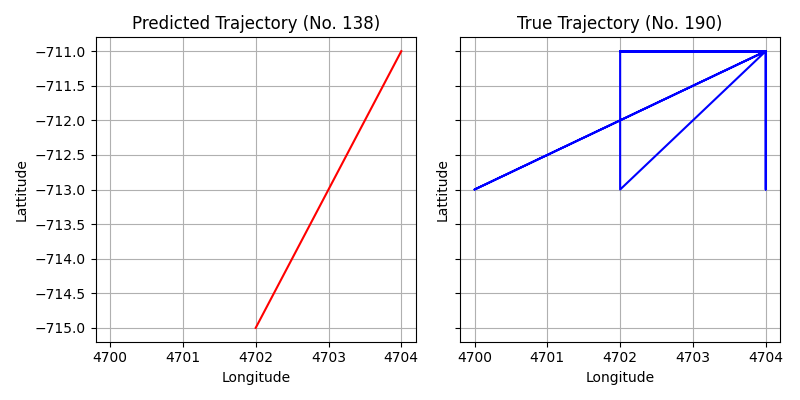 Predicted Trajectory (No. 138)
True Trajectory (No. 190)
−711.0
−711.5
−712.0
−712.5
−713.0
−713.5
−714.0
−714.5
−715.0
Lattitude
Lattitude
4700 4701 4702 4703 4704
4700 4701 4702 4703 4704
Longitude
Longitude